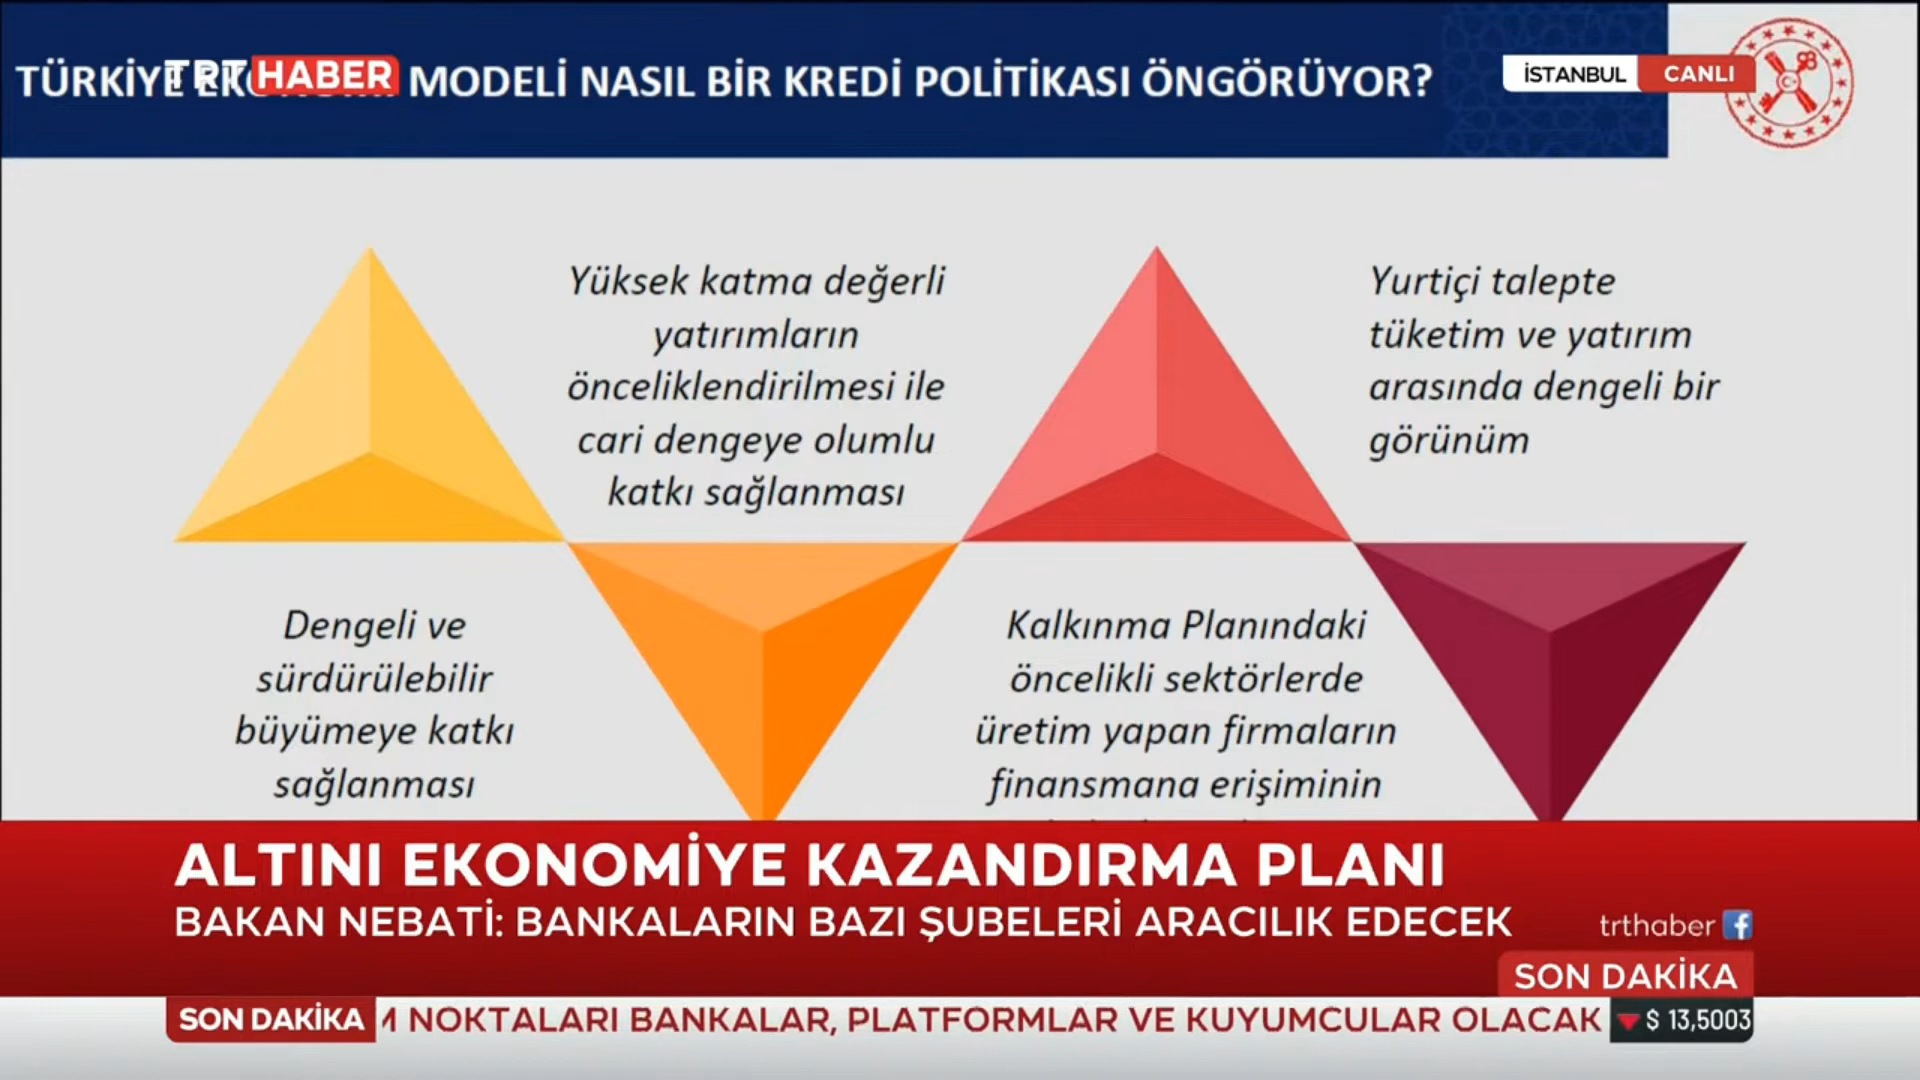 TÜRKİYE MODELİ NASIL BİR KREDİ POLİTİKASI ÖNGÖRÜYOR?
TRT HABER
İSTANBUL CANLI
Yüksek katma değerli
yatırımların
önceliklendirilmesi ile
cari dengeye olumlu
katkı sağlanması
Yurtiçi talepte
tüketim ve yatırım
arasında dengeli bir
görünüm
Dengeli ve
sürdürülebilir
büyümeye katkı
sağlanması
Kalkınma Planındaki
öncelikli sektörlerde
üretim yapan firmaların
finansmana erişiminin
ALTINI EKONOMİYE KAZANDIRMA PLANI
BAKAN NEBATİ: BANKALARIN BAZI ŞUBELERİ ARACILIK EDECEK
trthaber
SON DAKİKA
SON DAKİKA NOKTALARI BANKALAR, PLATFORMLAR VE KUYUMCULAR OLACAK
$ 13,5003